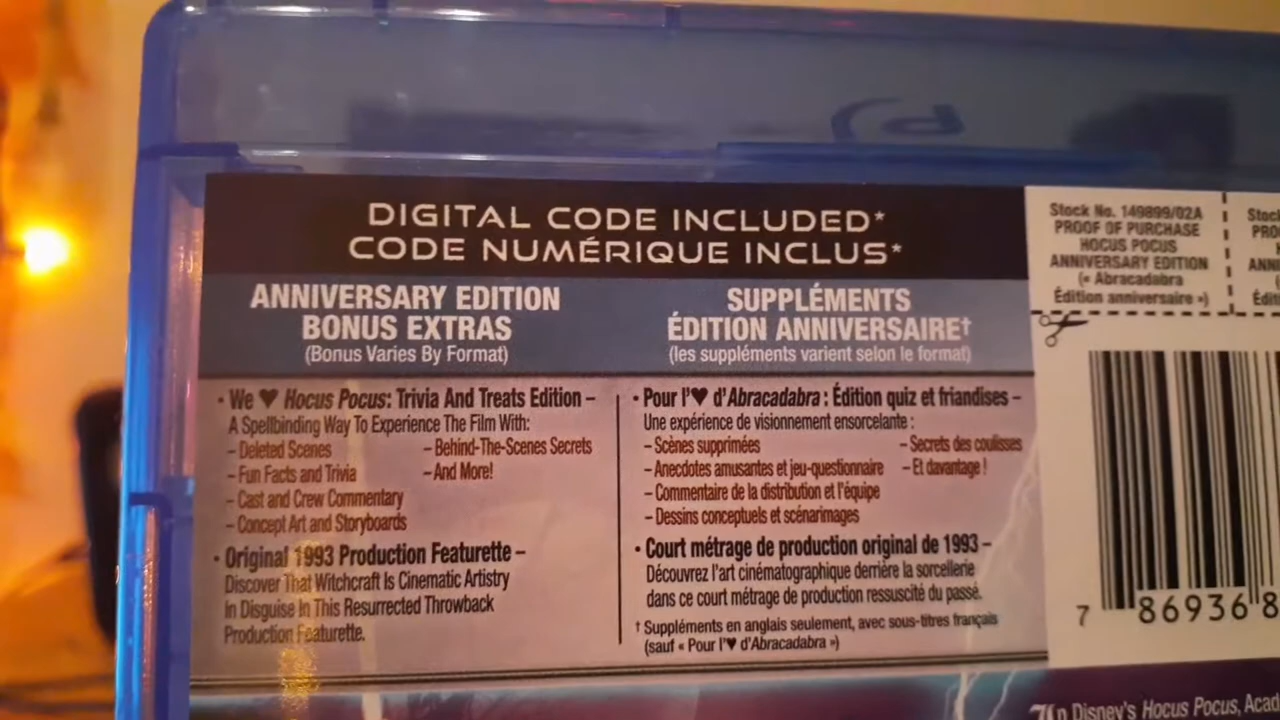 DIGITAL CODE INCLUDED*
CODE NUMÉRIQUE INCLUS*
ANNIVERSARY EDITION
BONUS EXTRAS
(Bonus Varies By Format)
• We ♥ Hocus Pocus: Trivia And Treats Edition –
A Spellbinding Way To Experience The Film With:
– Deleted Scenes
– Behind-The-Scenes Secrets
– Fun Facts and Trivia
– And More!
– Cast and Crew Commentary
– Concept Art and Storyboards
• Original 1993 Production Featurette –
Discover That Witchcraft Is Cinematic Artistry
In Disguise In This Resurrected Throwback
Production Featurette.
SUPPLÉMENTS
ÉDITION ANNIVERSAIRE†
(les suppléments varient selon le format)
• Pour l'♥ d'Abracadabra : Édition quiz et friandises –
Une expérience de visionnement ensorcelante :
– Scènes supprimées
– Secrets des coulisses
– Anecdotes amusantes et jeu-questionnaire
– Et davantage !
– Commentaire de la distribution et l'équipe
– Dessins conceptuels et scénarimages
• Court métrage de production original de 1993 –
Découvrez l'art cinématographique derrière la sorcellerie
dans ce court métrage de production ressuscité du passé.
† Suppléments en anglais seulement, avec sous-titres français
(sauf « Pour l'♥ d'Abracadabra »)
Stock No. 149899/02A
PROOF OF PURCHASE
HOCUS POCUS
ANNIVERSARY EDITION
(« Abracadabra
Édition anniversaire »)
7 86936 8
In Disney's Hocus Pocus, Acad